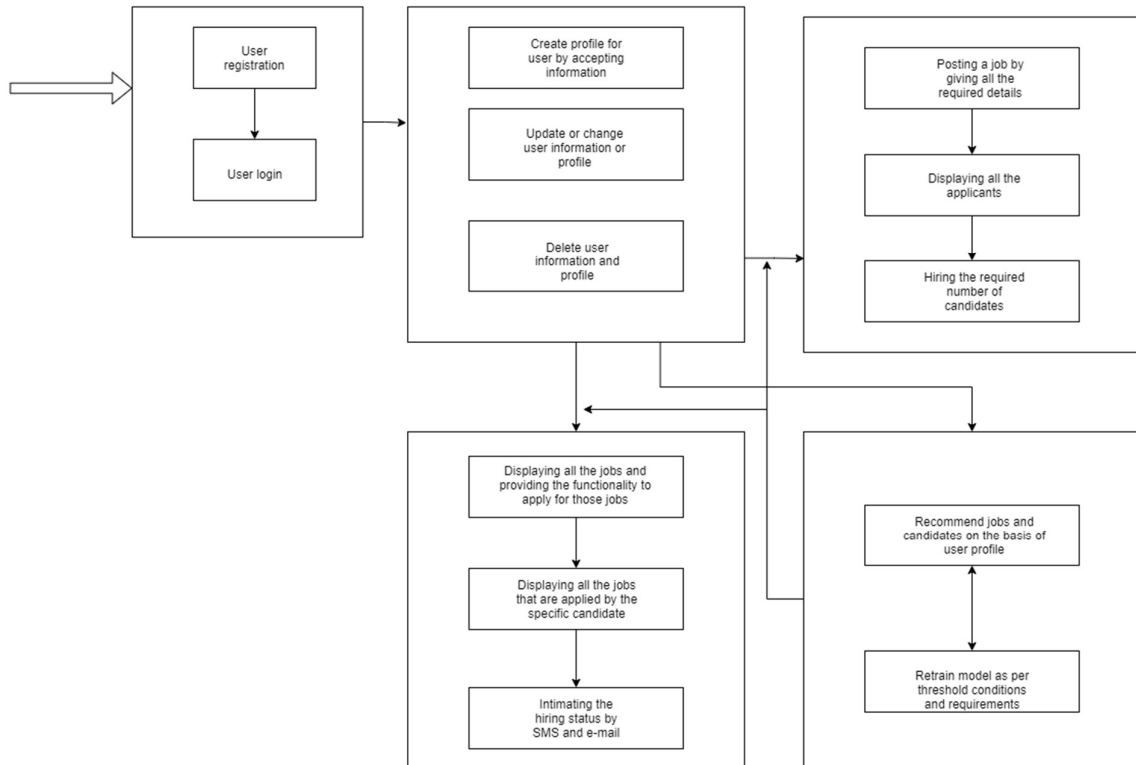 User
registration
User login
Create profile for
user by accepting
information
Update or change
user information or
profile
Delete user
information and
profile
Posting a job by
giving all the
required details
Displaying all the
applicants
Hiring the required
number of
candidates
Displaying all the jobs and
providing the functionality to
apply for those jobs
Displaying all the jobs
that are applied by the
specific candidate
Intimating the
hiring status by
SMS and e-mail
Recommend jobs and
candidates on the basis of
user profile
Retrain model as per
threshold conditions
and requirements